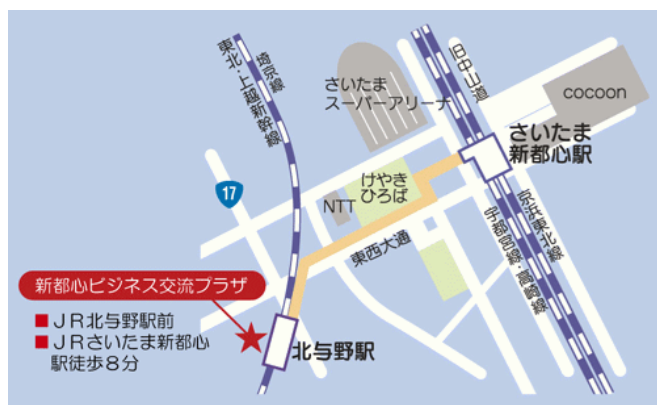 埼京線
東北・上越新幹線
さいたま
スーパーアリーナ
旧中山道
cocoon
さいたま
新都心駅
けやき
ひろば
NTT
17
東西大通
京浜東北線
宇都宮線・高崎線
新都心ビジネス交流プラザ
■ＪＲ北与野駅前
■ＪＲさいたま新都心
駅徒歩８分
北与野駅